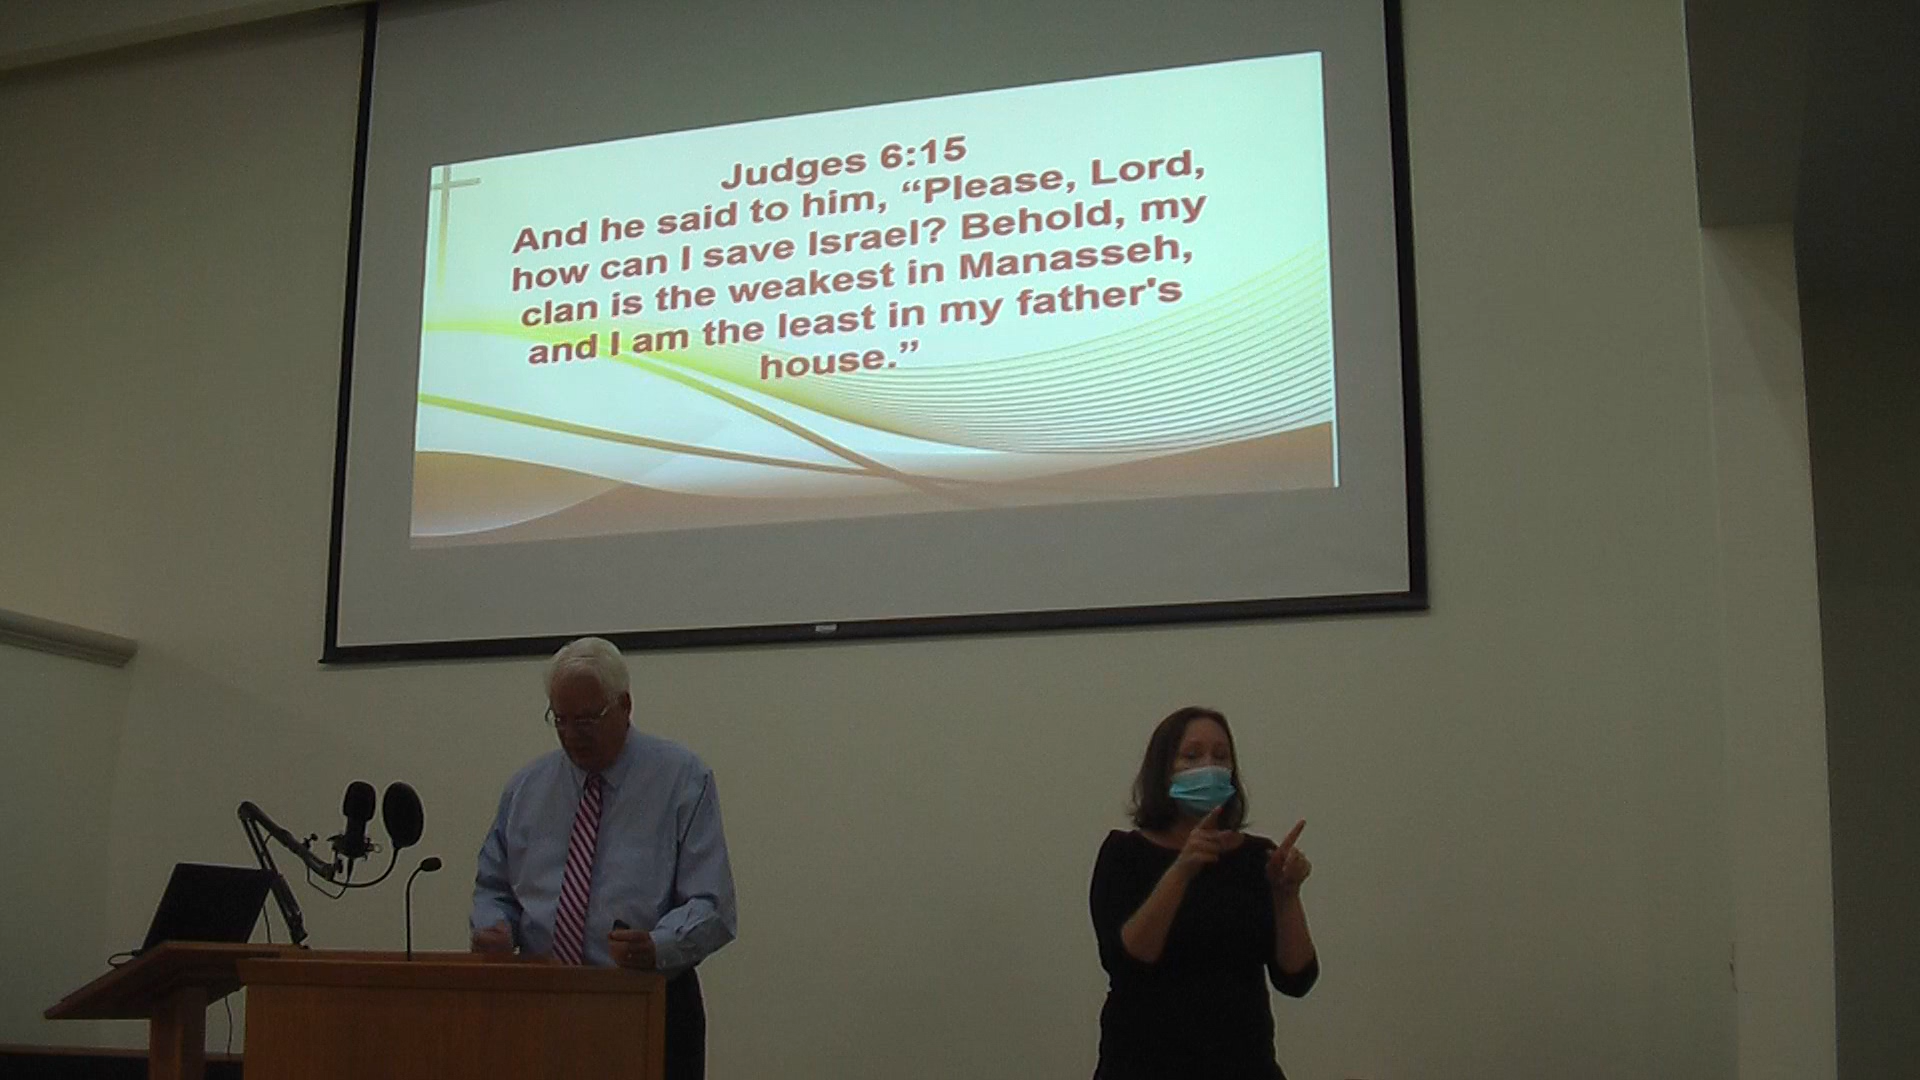 Judges 6:15
And he said to him, “Please, Lord,
how can I save Israel? Behold, my
clan is the weakest in Manasseh,
and I am the least in my father's
house.”